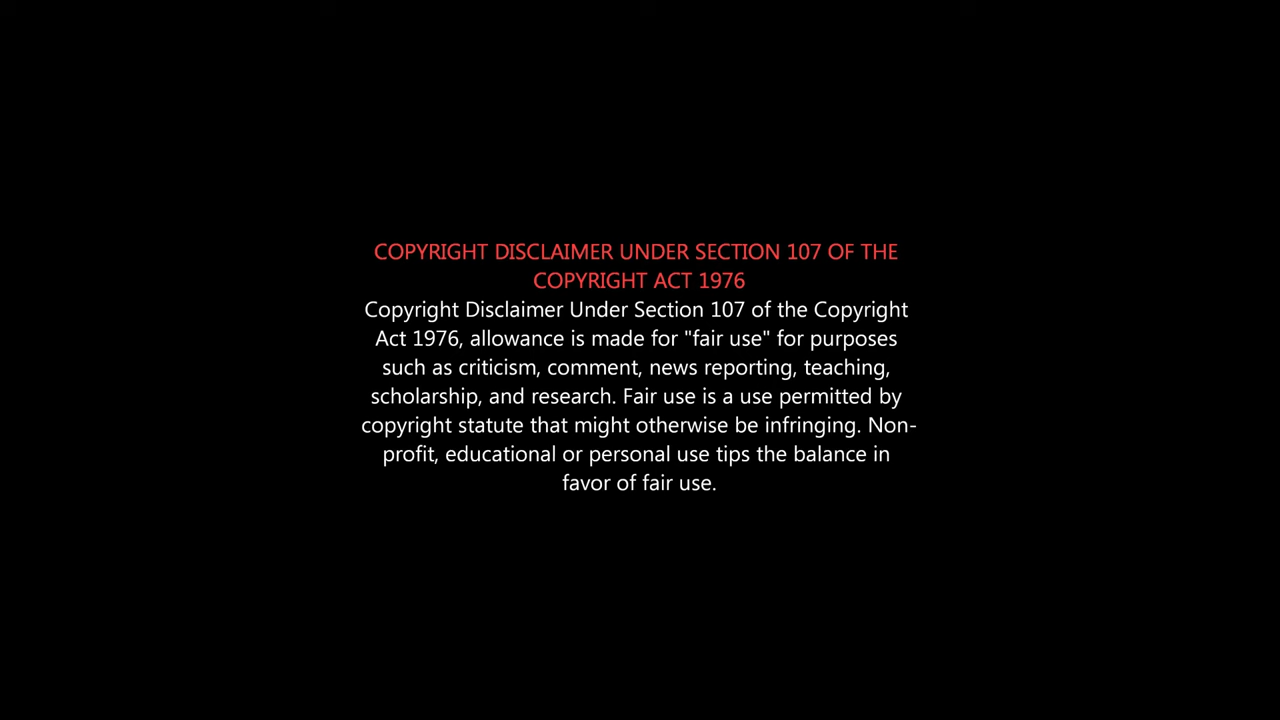 COPYRIGHT DISCLAIMER UNDER SECTION 107 OF THE
COPYRIGHT ACT 1976
Copyright Disclaimer Under Section 107 of the Copyright
Act 1976, allowance is made for "fair use" for purposes
such as criticism, comment, news reporting, teaching,
scholarship, and research. Fair use is a use permitted by
copyright statute that might otherwise be infringing. Non-
profit, educational or personal use tips the balance in
favor of fair use.